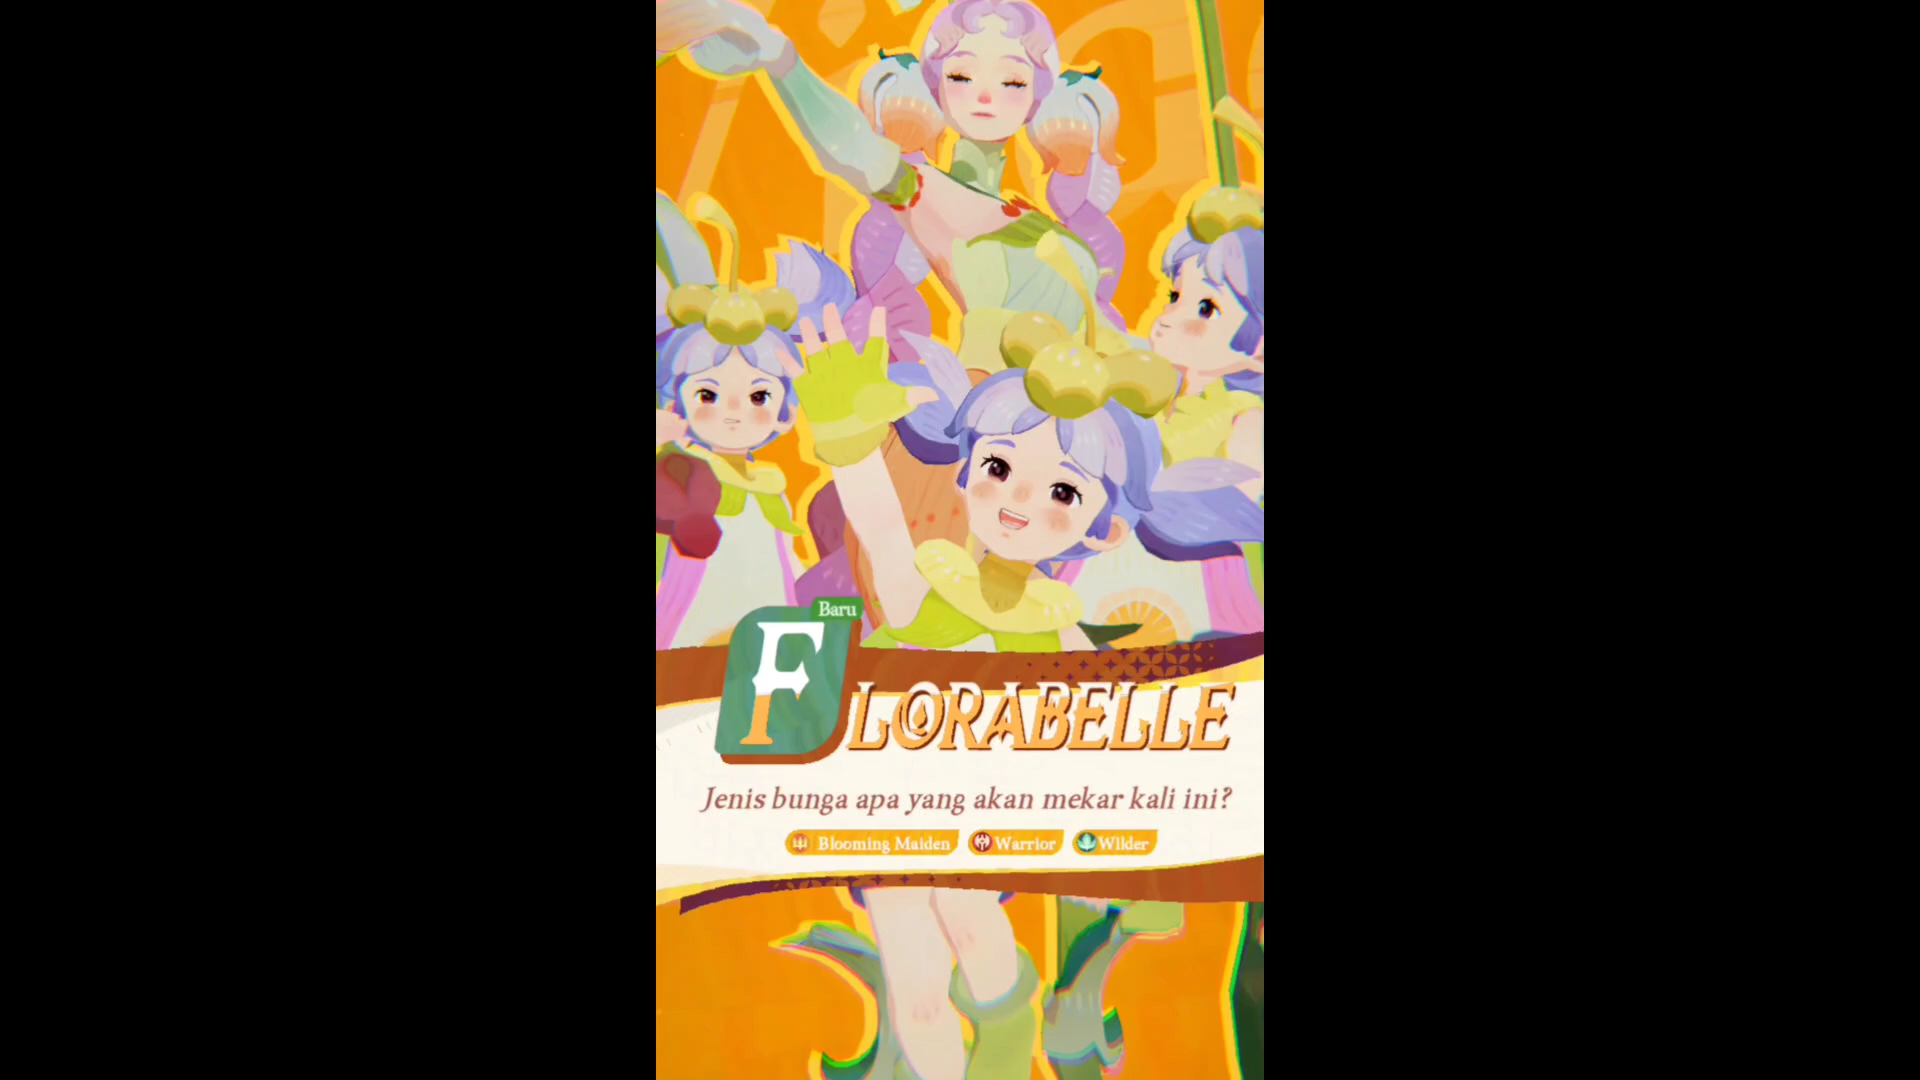 Baru
FLORABELLE
Jenis bunga apa yang akan mekar kali ini?
Blooming Maiden Warrior Wilder